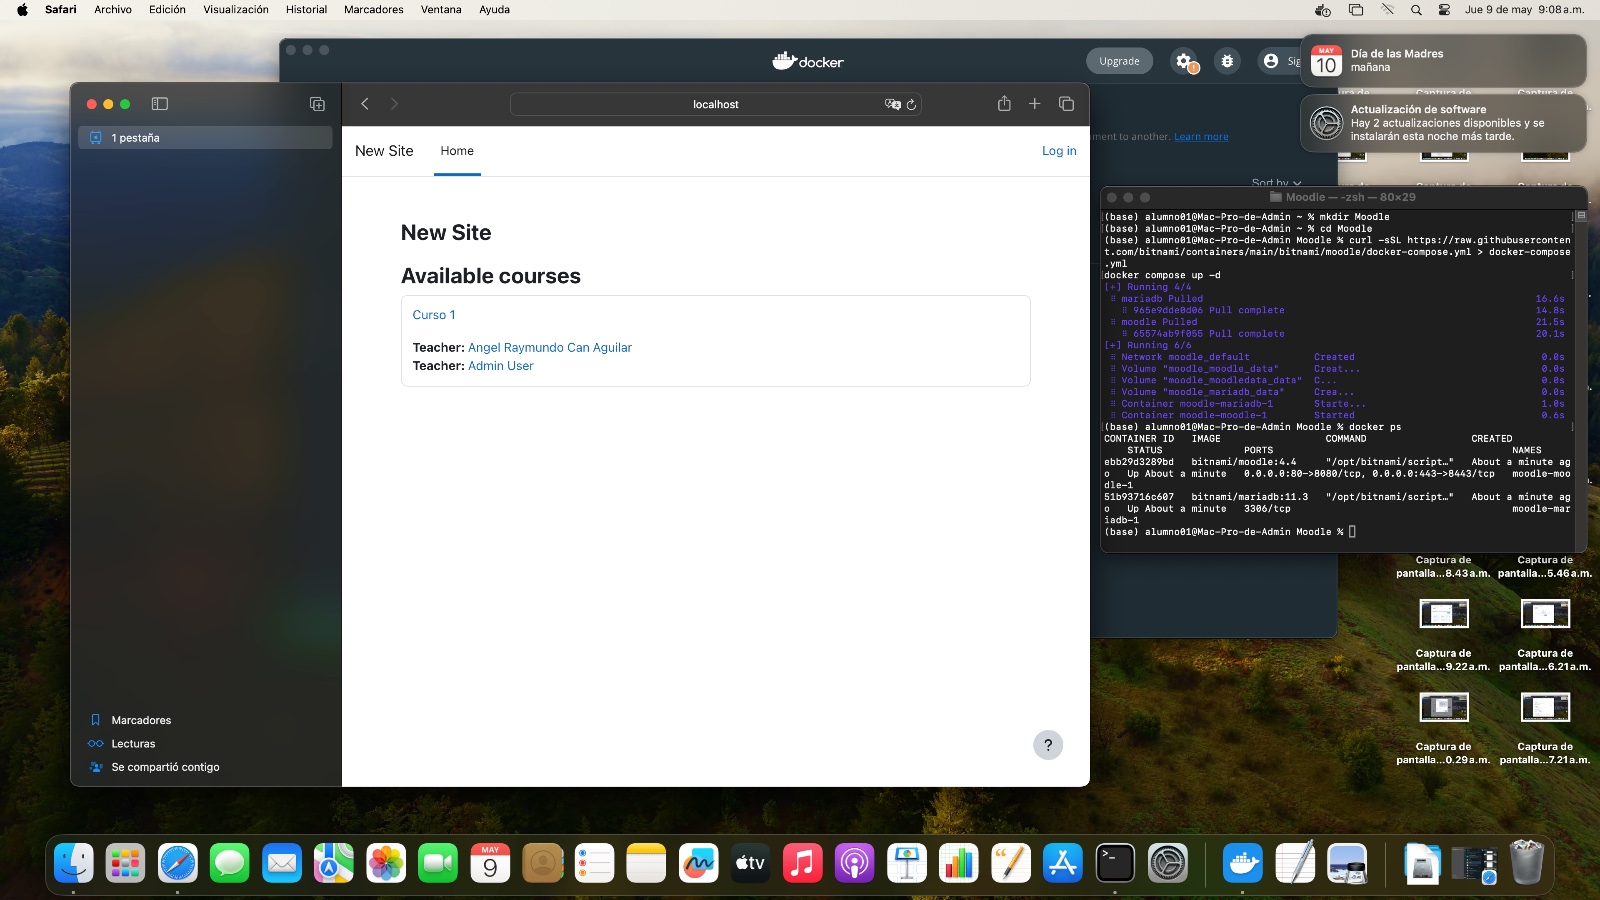 Safari Archivo Edición Visualización Historial Marcadores Ventana Ayuda
Jue 9 de may 9:08 a.m.
docker
Upgrade
Sig
MAY
10
Día de las Madres
mañana
Actualización de software
Hay 2 actualizaciones disponibles y se
instalarán esta noche más tarde.
ment to another. Learn more
Sort by
1 pestaña
localhost
New Site Home Log in
New Site
Available courses
Curso 1
Teacher: Angel Raymundo Can Aguilar
Teacher: Admin User
?
Marcadores
Lecturas
Se compartió contigo
Moodle — -zsh — 80×29
(base) alumno01@Mac-Pro-de-Admin ~ % mkdir Moodle
(base) alumno01@Mac-Pro-de-Admin ~ % cd Moodle
(base) alumno01@Mac-Pro-de-Admin Moodle % curl -sSL https://raw.githubuserconten
t.com/bitnami/containers/main/bitnami/moodle/docker-compose.yml > docker-compose
.yml
docker compose up -d
[+] Running 4/4
mariadb Pulled 16.6s
965e9dde0d06 Pull complete 14.8s
moodle Pulled 21.5s
65574ab9f055 Pull complete 20.1s
[+] Running 6/6
Network moodle_default Created 0.0s
Volume "moodle_moodle_data" Creat... 0.0s
Volume "moodle_moodledata_data" C... 0.0s
Volume "moodle_mariadb_data" Crea... 0.0s
Container moodle-mariadb-1 Starte... 1.0s
Container moodle-moodle-1 Started 0.6s
(base) alumno01@Mac-Pro-de-Admin Moodle % docker ps
CONTAINER ID IMAGE COMMAND CREATED
STATUS PORTS NAMES
ebb29d3289bd bitnami/moodle:4.4 "/opt/bitnami/script…" About a minute ag
o Up About a minute 0.0.0.0:80->8080/tcp, 0.0.0.0:443->8443/tcp moodle-moo
dle-1
51b93716c607 bitnami/mariadb:11.3 "/opt/bitnami/script…" About a minute ag
o Up About a minute 3306/tcp moodle-mar
iadb-1
(base) alumno01@Mac-Pro-de-Admin Moodle %
Captura de
pantalla...8.43 a.m.
Captura de
pantalla...5.46 a.m.
Captura de
pantalla...9.22 a.m.
Captura de
pantalla...6.21 a.m.
Captura de
pantalla...0.29 a.m.
Captura de
pantalla...7.21 a.m.
MAY
9
tv